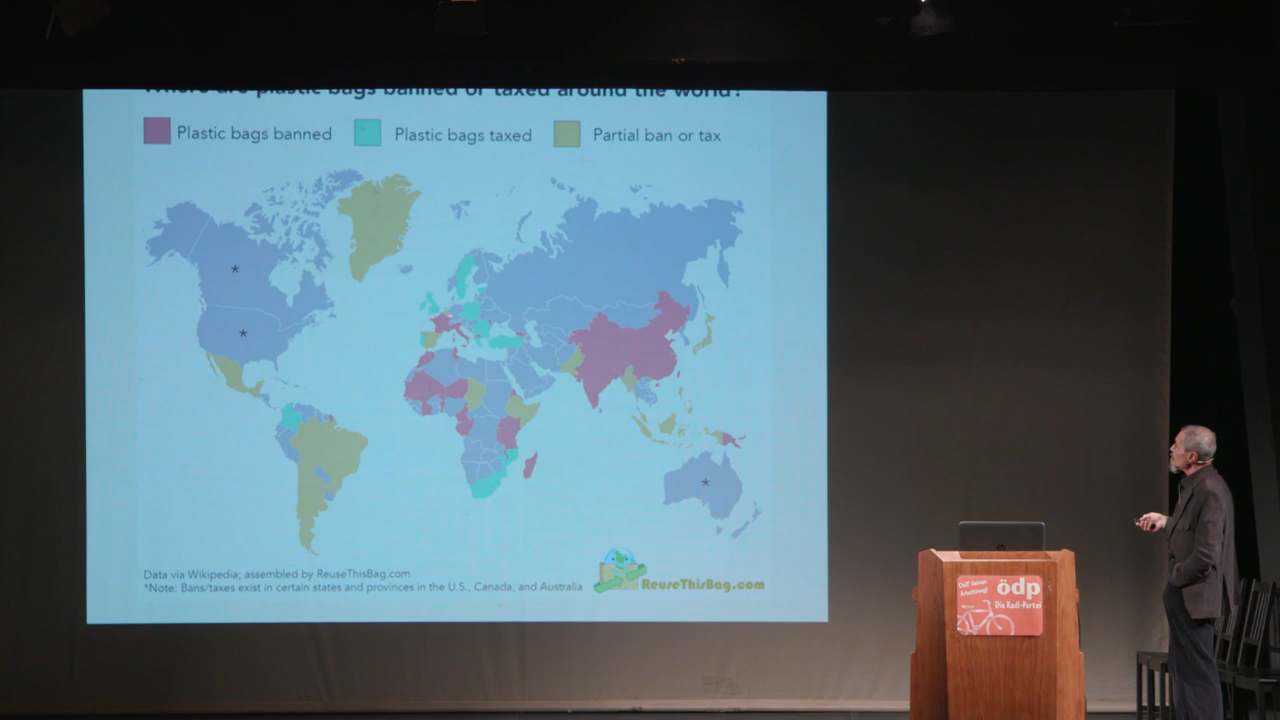 Where are plastic bags banned or taxed around the world?
Plastic bags banned
Plastic bags taxed
Partial ban or tax
*
*
*
Data via Wikipedia; assembled by ReuseThisBag.com
*Note: Bans/taxes exist in certain states and provinces in the U.S., Canada, and Australia
ReuseThisBag.com
ödp
Die Radl-Partei